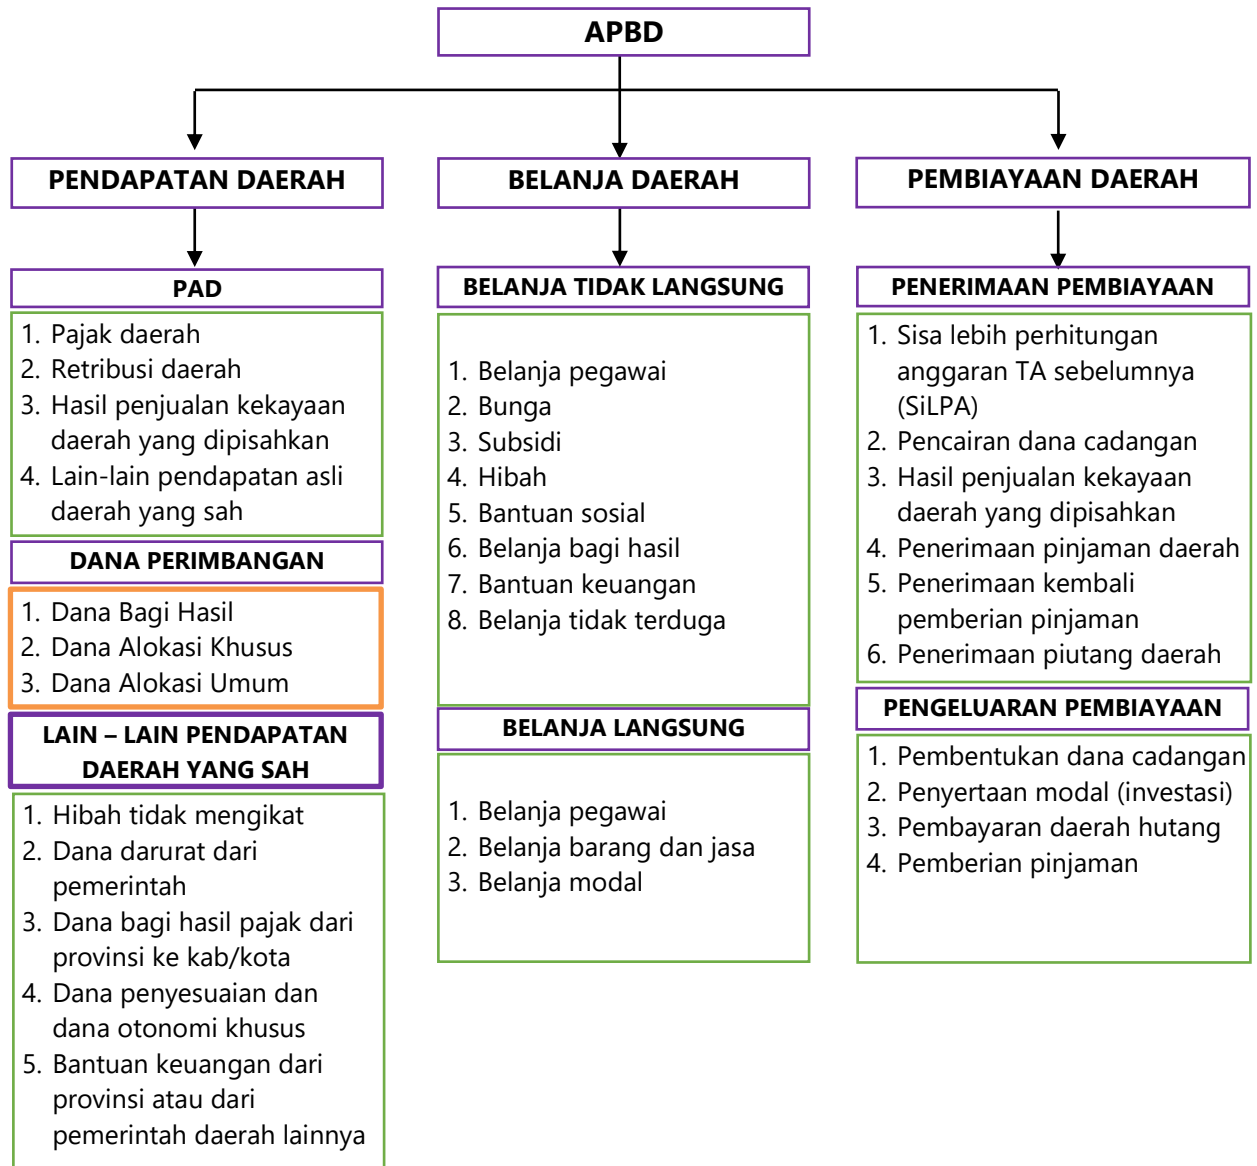 APBD
PENDAPATAN DAERAH
PAD
1. Pajak daerah
2. Retribusi daerah
3. Hasil penjualan kekayaan
daerah yang dipisahkan
4. Lain-lain pendapatan asli
daerah yang sah
DANA PERIMBANGAN
1. Dana Bagi Hasil
2. Dana Alokasi Khusus
3. Dana Alokasi Umum
LAIN – LAIN PENDAPATAN
DAERAH YANG SAH
1. Hibah tidak mengikat
2. Dana darurat dari
pemerintah
3. Dana bagi hasil pajak dari
provinsi ke kab/kota
4. Dana penyesuaian dan
dana otonomi khusus
5. Bantuan keuangan dari
provinsi atau dari
pemerintah daerah lainnya
BELANJA DAERAH
BELANJA TIDAK LANGSUNG
1. Belanja pegawai
2. Bunga
3. Subsidi
4. Hibah
5. Bantuan sosial
6. Belanja bagi hasil
7. Bantuan keuangan
8. Belanja tidak terduga
BELANJA LANGSUNG
1. Belanja pegawai
2. Belanja barang dan jasa
3. Belanja modal
PEMBIAYAAN DAERAH
PENERIMAAN PEMBIAYAAN
1. Sisa lebih perhitungan
anggaran TA sebelumnya
(SiLPA)
2. Pencairan dana cadangan
3. Hasil penjualan kekayaan
daerah yang dipisahkan
4. Penerimaan pinjaman daerah
5. Penerimaan kembali
pemberian pinjaman
6. Penerimaan piutang daerah
PENGELUARAN PEMBIAYAAN
1. Pembentukan dana cadangan
2. Penyertaan modal (investasi)
3. Pembayaran daerah hutang
4. Pemberian pinjaman